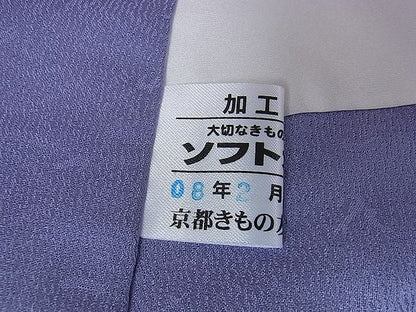 加工
大切なきもの
ソフト
08年2月
京都きもの